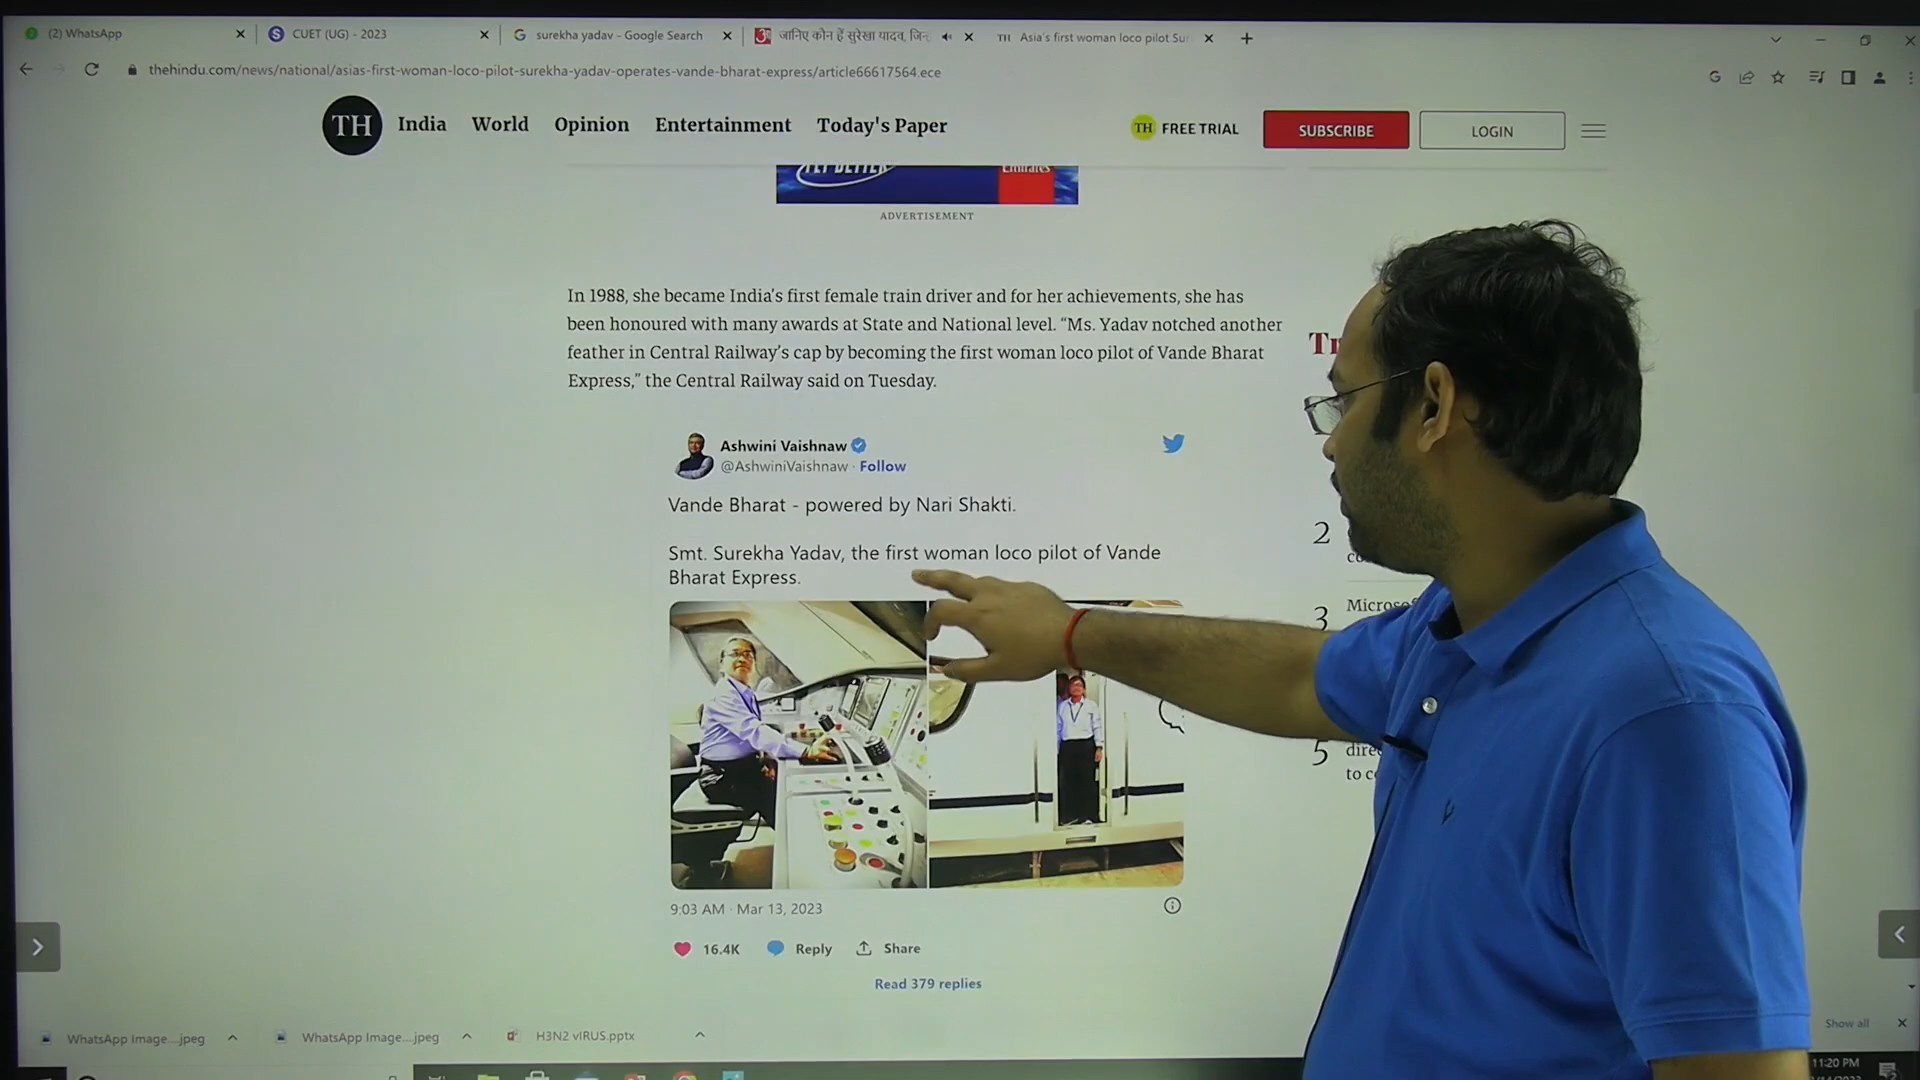 (2) WhatsApp
CUET (UG) - 2023
surekha yadav - Google Search
जानिए कौन हैं सुरेखा यादव, जिन
TH Asia's first woman loco pilot Sur
thehindu.com/news/national/asias-first-woman-loco-pilot-surekha-yadav-operates-vande-bharat-express/article66617564.ece
TH India World Opinion Entertainment Today's Paper
TH FREE TRIAL SUBSCRIBE LOGIN
FLY BETTER Emirates
ADVERTISEMENT
In 1988, she became India's first female train driver and for her achievements, she has
been honoured with many awards at State and National level. “Ms. Yadav notched another
feather in Central Railway's cap by becoming the first woman loco pilot of Vande Bharat
Express,” the Central Railway said on Tuesday.
Ashwini Vaishnaw
@AshwiniVaishnaw · Follow
Vande Bharat - powered by Nari Shakti.
Smt. Surekha Yadav, the first woman loco pilot of Vande
Bharat Express.
9:03 AM · Mar 13, 2023
16.4K Reply Share
Read 379 replies
2
3 Microsof
5
to c
WhatsApp Image....jpeg
WhatsApp Image....jpeg
H3N2 vIRUS.pptx
Show all
11:20 PM